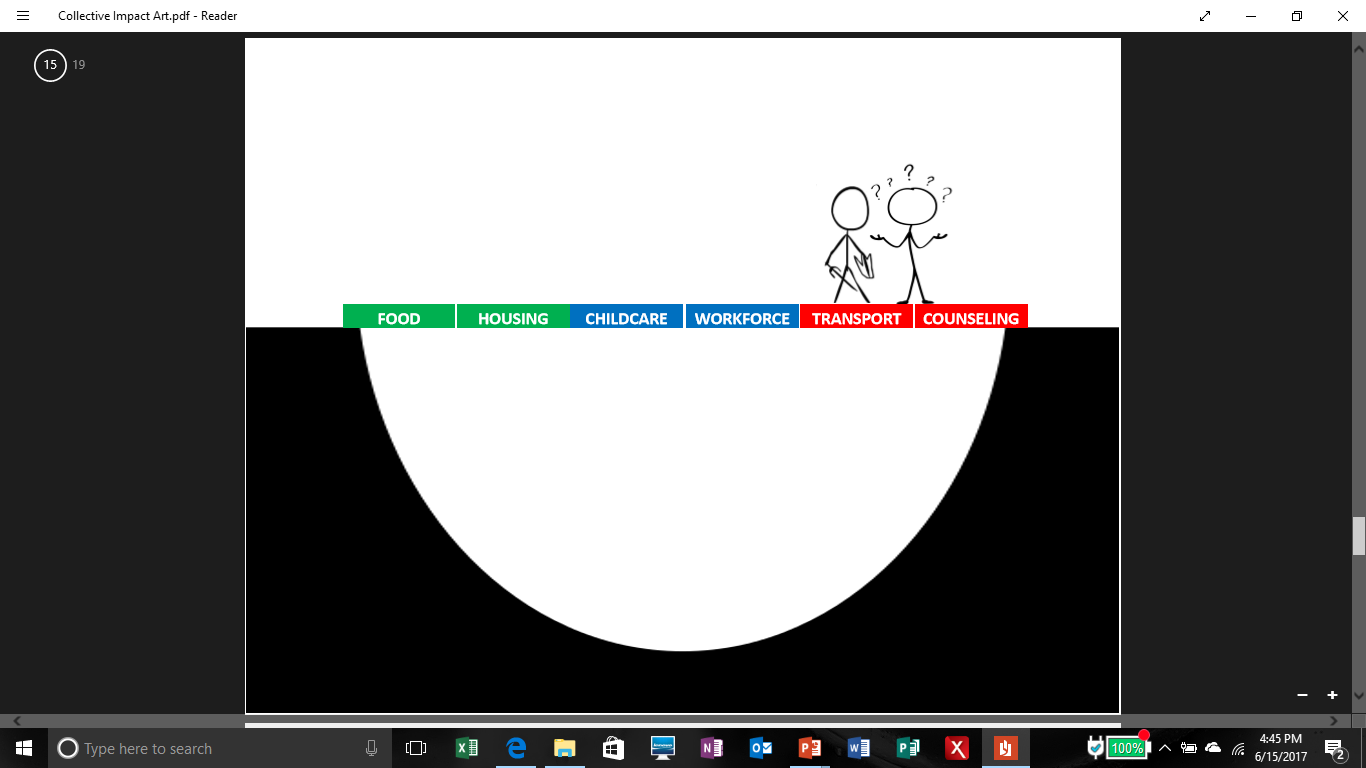 Collective Impact Art.pdf - Reader
15 19
? ? ? ? ?
FOOD HOUSING CHILDCARE WORKFORCE TRANSPORT COUNSELING
Type here to search
100%
4:45 PM
6/15/2017
2